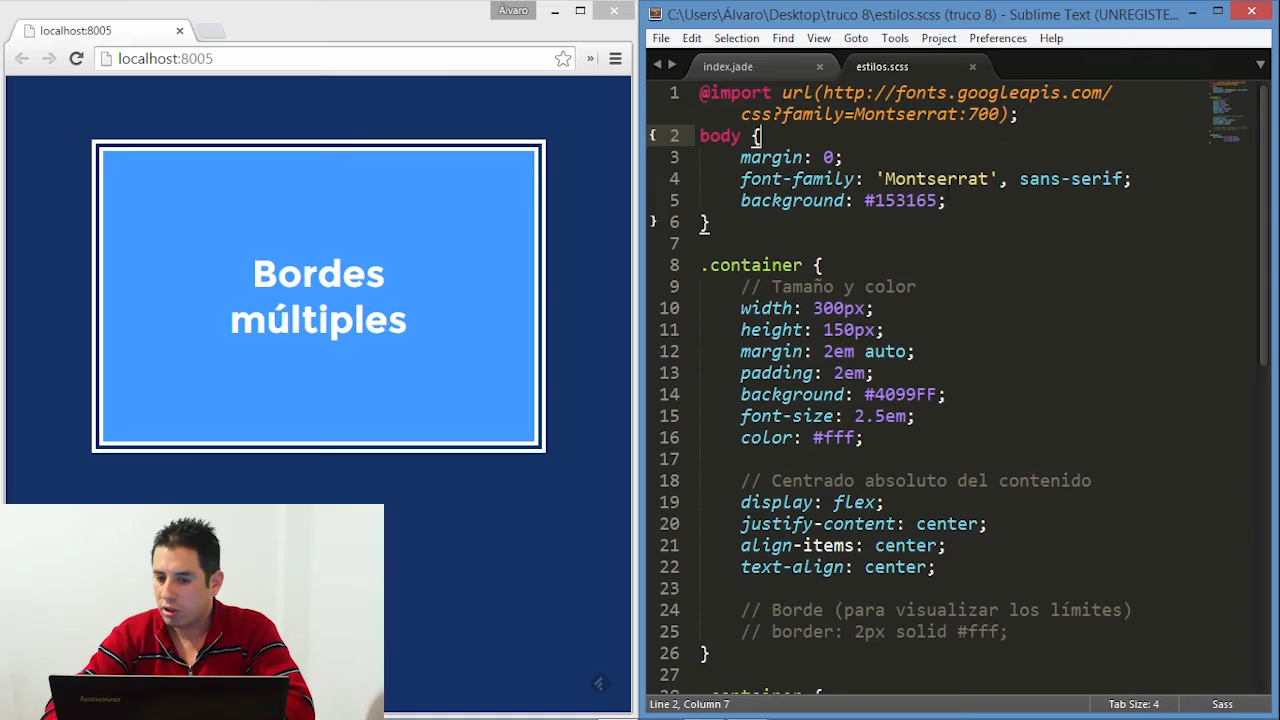 Álvaro
localhost:8005
localhost:8005
»
Bordes
múltiples
C:\Users\Álvaro\Desktop\truco 8\estilos.scss (truco 8) - Sublime Text (UNREGISTE...
File Edit Selection Find View Goto Tools Project Preferences Help
index.jade estilos.scss
1 @import url(http://fonts.googleapis.com/
css?family=Montserrat:700);
2 body {
3 margin: 0;
4 font-family: 'Montserrat', sans-serif;
5 background: #153165;
6 }
7
8 .container {
9 // Tamaño y color
10 width: 300px;
11 height: 150px;
12 margin: 2em auto;
13 padding: 2em;
14 background: #4099FF;
15 font-size: 2.5em;
16 color: #fff;
17
18 // Centrado absoluto del contenido
19 display: flex;
20 justify-content: center;
21 align-items: center;
22 text-align: center;
23
24 // Borde (para visualizar los límites)
25 // border: 2px solid #fff;
26 }
27
28 .container {
Line 2, Column 7 Tab Size: 4 Sass